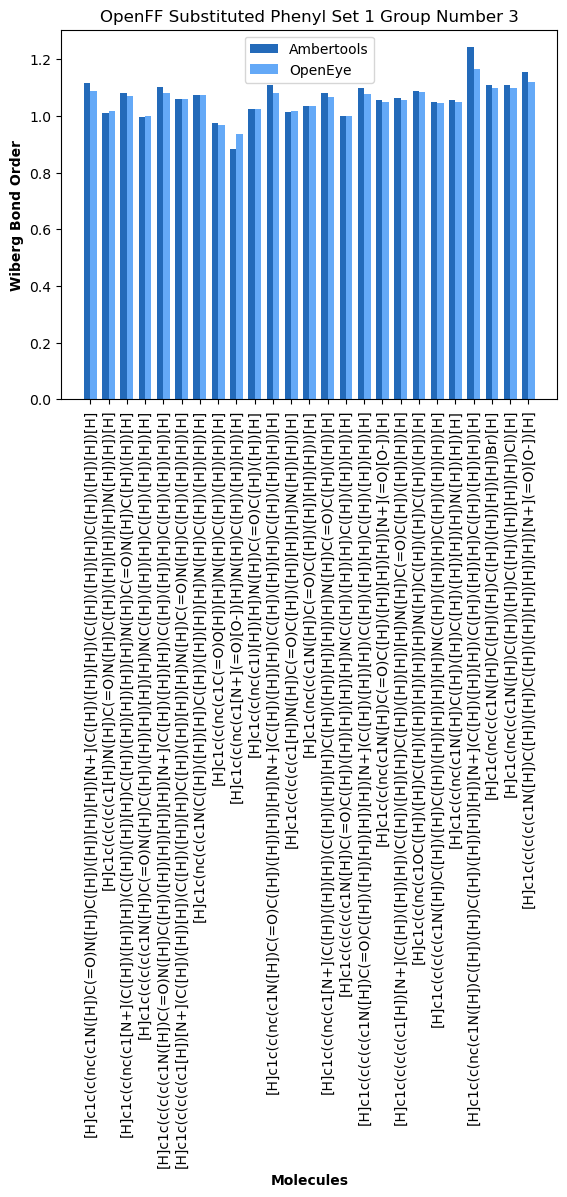 OpenFF Substituted Phenyl Set 1 Group Number 3
Ambertools
OpenEye
Wiberg Bond Order
1.2
1.0
0.8
0.6
0.4
0.2
0.0
[H]c1c(c(nc(c1N([H])C(=O)N([H])C([H])([H])[H])[H])[N+](C([H])([H])[H])(C([H])([H])[H])C([H])([H])[H])[H]
[H]c1c(c(c(c(c1[H])N([H])C(=O)N([H])C([H])([H])[H])[H])N([H])[H])[H]
[H]c1c(c(nc(c1[N+](C([H])([H])[H])(C([H])([H])[H])C([H])([H])[H])[H])N([H])C(=O)N([H])C([H])([H])[H])[H]
[H]c1c(c(c(c(c1N([H])C(=O)N([H])C([H])([H])[H])[H])[H])N(C([H])([H])[H])C([H])([H])[H])[H]
[H]c1c(c(c(c(c1N([H])C(=O)N([H])C([H])([H])[H])[H])[H])[N+](C([H])([H])[H])(C([H])([H])[H])C([H])([H])[H])[H]
[H]c1c(c(c(c(c1[H])[N+](C([H])([H])[H])(C([H])([H])[H])C([H])([H])[H])[H])N([H])C(=O)N([H])C([H])([H])[H])[H]
[H]c1c(nc(c(c1N(C([H])([H])[H])C([H])([H])[H])[H])N([H])C([H])([H])[H])[H]
[H]c1c(c(nc(c1C(=O)O[H])[H])N([H])C([H])([H])[H])[H]
[H]c1c(c(nc(c1[N+](=O)[O-])[H])N([H])C([H])([H])[H])[H]
[H]c1c(c(nc(c1I)[H])N([H])C(=O)C([H])([H])[H])[H]
[H]c1c(c(nc(c1N([H])C(=O)C([H])([H])[H])[H])[N+](C([H])([H])[H])(C([H])([H])[H])C([H])([H])[H])[H]
[H]c1c(c(c(c(c1[H])N([H])C(=O)C([H])([H])[H])[H])N([H])[H])[H]
[H]c1c(nc(c(c1N([H])C(=O)C([H])([H])[H])[H])I)[H]
[H]c1c(c(nc(c1[N+](C([H])([H])[H])(C([H])([H])[H])C([H])([H])[H])[H])N([H])C(=O)C([H])([H])[H])[H]
[H]c1c(c(c(c(c1N([H])C(=O)C([H])([H])[H])[H])[H])N(C([H])([H])[H])C([H])([H])[H])[H]
[H]c1c(c(c(c(c1N([H])C(=O)C([H])([H])[H])[H])[H])[N+](C([H])([H])[H])(C([H])([H])[H])C([H])([H])[H])[H]
[H]c1c(c(nc(c1N([H])C(=O)C([H])([H])[H])[H])[N+](=O)[O-])[H]
[H]c1c(c(c(c(c1[H])[N+](C([H])([H])[H])(C([H])([H])[H])C([H])([H])[H])[H])N([H])C(=O)C([H])([H])[H])[H]
[H]c1c(c(nc(c1OC([H])([H])C([H])([H])[H])[H])N([H])C([H])([H])[H])[H]
[H]c1c(c(c(c(c1N([H])C([H])([H])C([H])([H])[H])[H])[H])N(C([H])([H])[H])C([H])([H])[H])[H]
[H]c1c(c(nc(c1N([H])C([H])([H])C([H])([H])[H])[H])N([H])[H])[H]
[H]c1c(c(nc(c1N([H])C([H])([H])C([H])([H])[H])[H])[N+](C([H])([H])[H])(C([H])([H])[H])C([H])([H])[H])[H]
[H]c1c(nc(c(c1N([H])C([H])([H])C([H])([H])[H])[H])Br)[H]
[H]c1c(nc(c(c1N([H])C([H])([H])C([H])([H])[H])[H])Cl)[H]
[H]c1c(c(c(c(c1N([H])C([H])([H])C([H])([H])[H])[H])[H])[N+](=O)[O-])[H]
Molecules